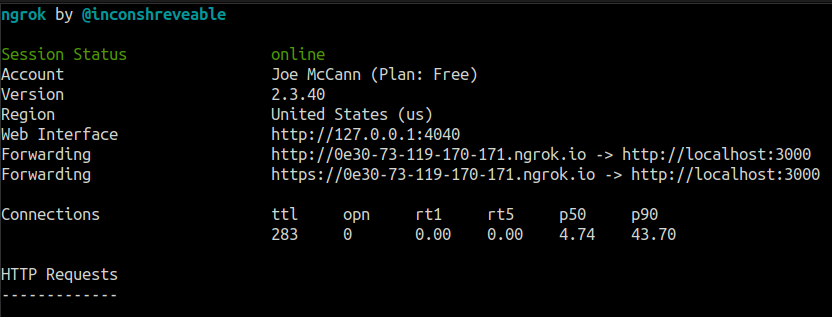 ngrok by @inconshreveable
Session Status online
Account Joe McCann (Plan: Free)
Version 2.3.40
Region United States (us)
Web Interface http://127.0.0.1:4040
Forwarding http://0e30-73-119-170-171.ngrok.io -> http://localhost:3000
Forwarding https://0e30-73-119-170-171.ngrok.io -> http://localhost:3000
Connections ttl opn rt1 rt5 p50 p90
283 0 0.00 0.00 4.74 43.70
HTTP Requests
-------------